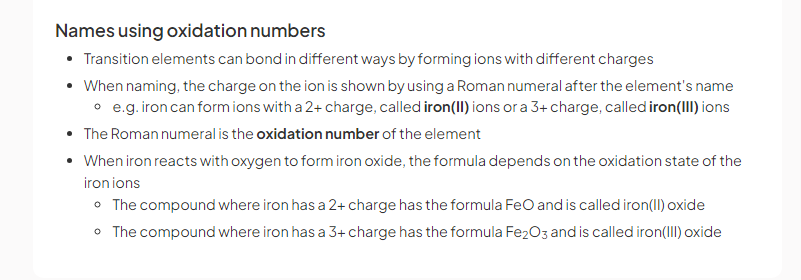 Names using oxidation numbers
• Transition elements can bond in different ways by forming ions with different charges
• When naming, the charge on the ion is shown by using a Roman numeral after the element's name
◦ e.g. iron can form ions with a 2+ charge, called iron(II) ions or a 3+ charge, called iron(III) ions
• The Roman numeral is the oxidation number of the element
• When iron reacts with oxygen to form iron oxide, the formula depends on the oxidation state of the
iron ions
◦ The compound where iron has a 2+ charge has the formula FeO and is called iron(II) oxide
◦ The compound where iron has a 3+ charge has the formula Fe₂O₃ and is called iron(III) oxide